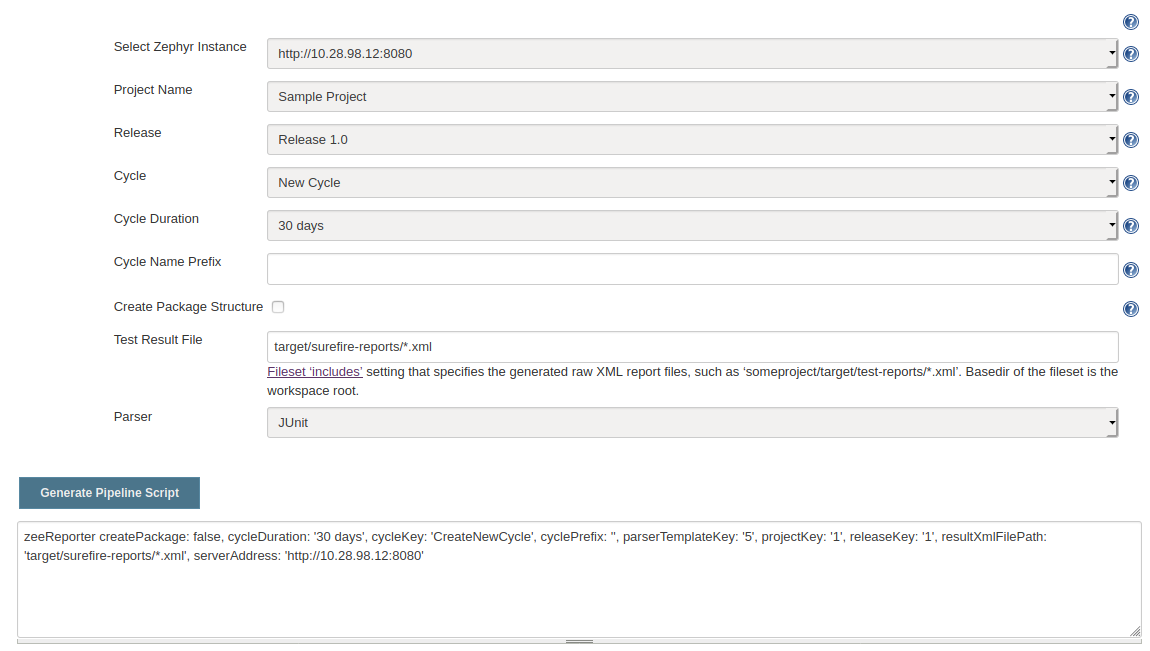 Select Zephyr Instance
http://10.28.98.12:8080
Project Name
Sample Project
Release
Release 1.0
Cycle
New Cycle
Cycle Duration
30 days
Cycle Name Prefix
Create Package Structure
Test Result File
target/surefire-reports/*.xml
Fileset ‘includes’ setting that specifies the generated raw XML report files, such as ‘someproject/target/test-reports/*.xml’. Basedir of the fileset is the
workspace root.
Parser
JUnit
Generate Pipeline Script
zeeReporter createPackage: false, cycleDuration: '30 days', cycleKey: 'CreateNewCycle', cyclePrefix: '', parserTemplateKey: '5', projectKey: '1', releaseKey: '1', resultXmlFilePath:
'target/surefire-reports/*.xml', serverAddress: 'http://10.28.98.12:8080'